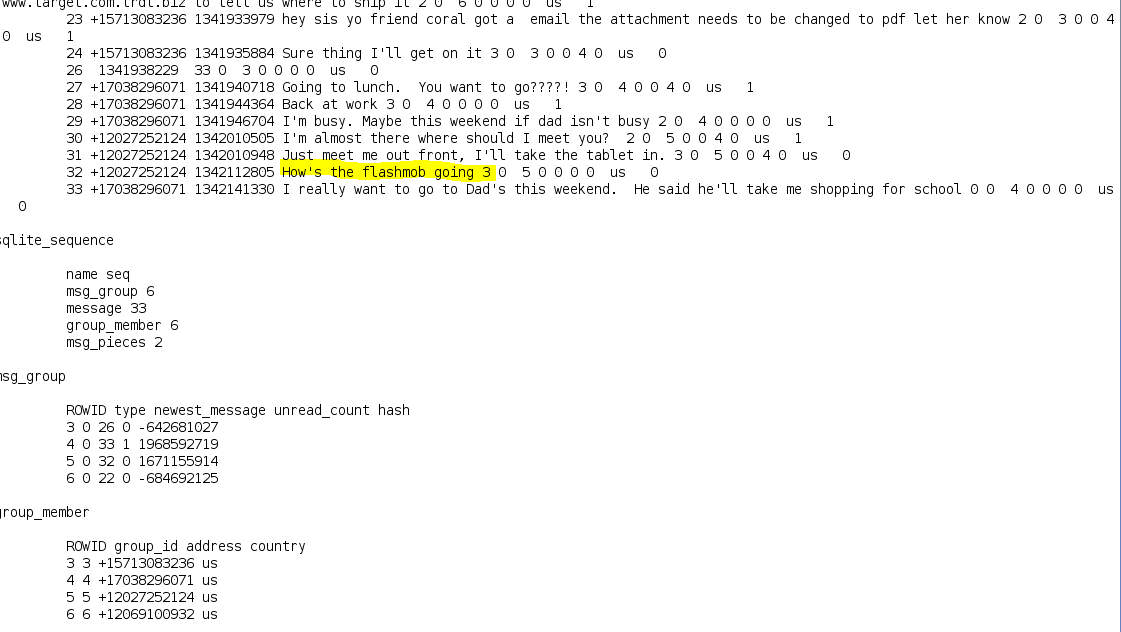 www.target.com.trdt.biz to tell us where to ship it 2 0 6 0 0 0 0 us 1
23 +15713083236 1341933979 hey sis yo friend coral got a email the attachment needs to be changed to pdf let her know 2 0 3 0 0 4
0 us 1
24 +15713083236 1341935884 Sure thing I'll get on it 3 0 3 0 0 4 0 us 0
26 1341938229 33 0 3 0 0 0 0 us 0
27 +17038296071 1341940718 Going to lunch. You want to go????! 3 0 4 0 0 4 0 us 1
28 +17038296071 1341944364 Back at work 3 0 4 0 0 0 0 us 1
29 +17038296071 1341946704 I'm busy. Maybe this weekend if dad isn't busy 2 0 4 0 0 0 0 us 1
30 +12027252124 1342010505 I'm almost there where should I meet you? 2 0 5 0 0 4 0 us 1
31 +12027252124 1342010948 Just meet me out front, I'll take the tablet in. 3 0 5 0 0 4 0 us 0
32 +12027252124 1342112805 How's the flashmob going 3 0 5 0 0 0 0 us 0
33 +17038296071 1342141330 I really want to go to Dad's this weekend. He said he'll take me shopping for school 0 0 4 0 0 0 0 us
0
sqlite_sequence
name seq
msg_group 6
message 33
group_member 6
msg_pieces 2
msg_group
ROWID type newest_message unread_count hash
3 0 26 0 -642681027
4 0 33 1 1968592719
5 0 32 0 1671155914
6 0 22 0 -684692125
group_member
ROWID group_id address country
3 3 +15713083236 us
4 4 +17038296071 us
5 5 +12027252124 us
6 6 +12069100932 us